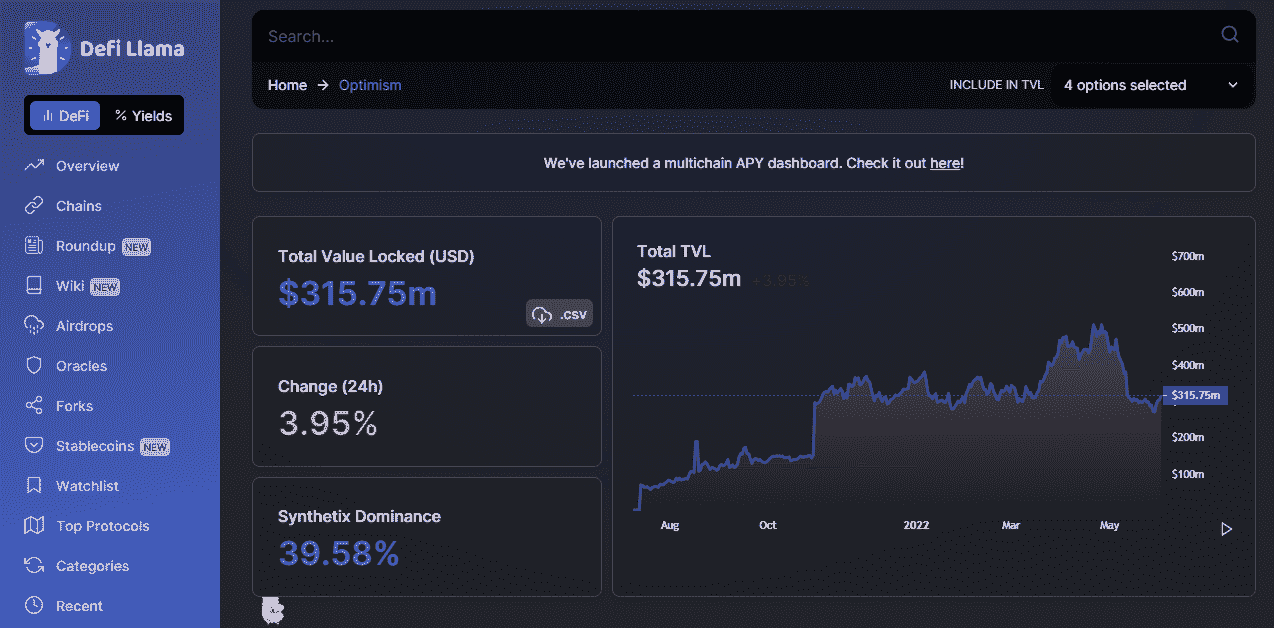 Defi Llama
DeFi
% Yields
Overview
Chains
Roundup NEW
Wiki NEW
Airdrops
Oracles
Forks
Stablecoins NEW
Watchlist
Top Protocols
Categories
Recent
Search...
Home → Optimism
INCLUDE IN TVL 4 options selected
We've launched a multichain APY dashboard. Check it out here!
Total Value Locked (USD)
$315.75m
.csv
Change (24h)
3.95%
Synthetix Dominance
39.58%
Total TVL
$315.75m +3.95%
$700m
$600m
$500m
$400m
$315.75m
$200m
$100m
Aug Oct 2022 Mar May